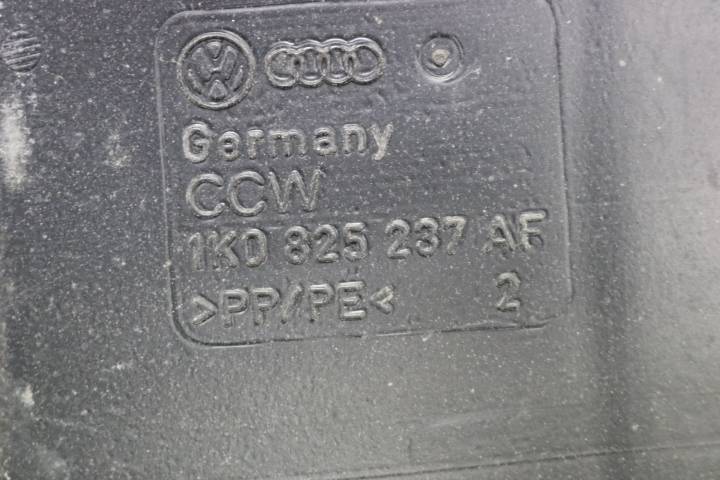 Germany
CCW
1K0 825 237 AF
>PP/PE< 2